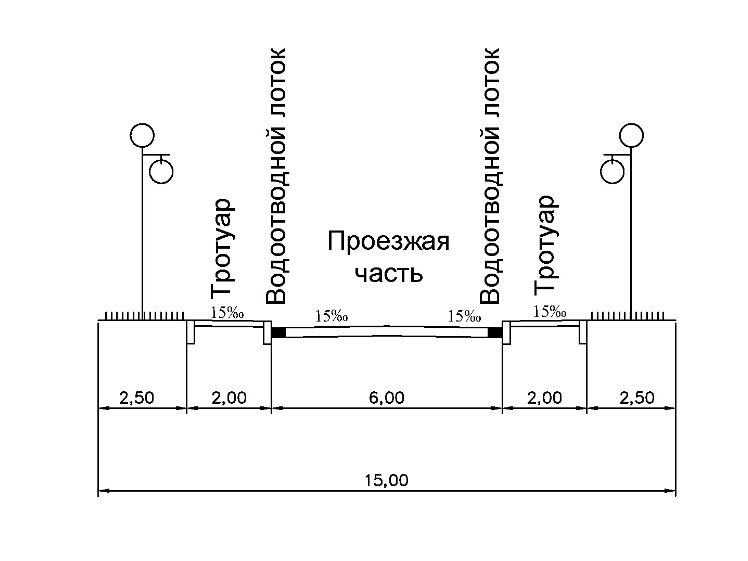 Тротуар
Водоотводной лоток
Проезжая
часть
Водоотводной лоток
Тротуар
15‰
15‰
15‰
15‰
2,50
2,00
6,00
2,00
2,50
15,00